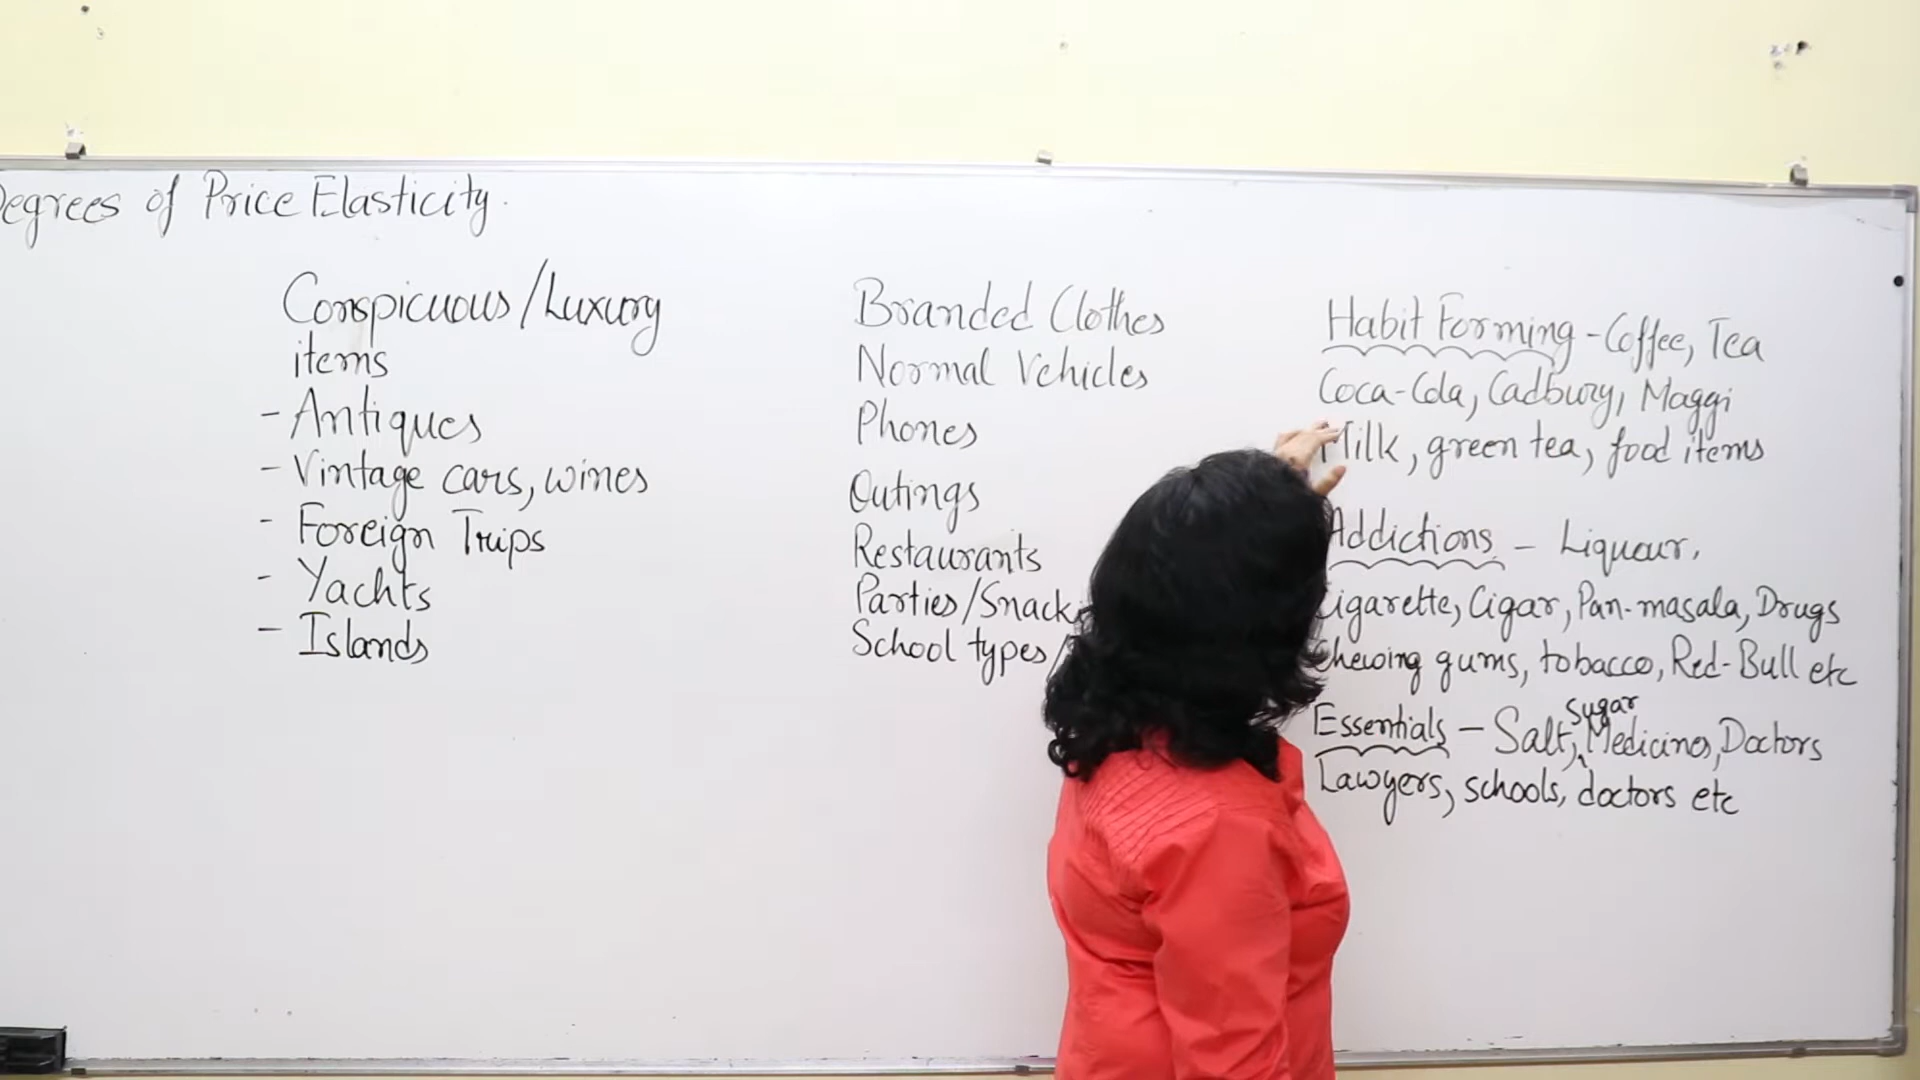 Degrees of Price Elasticity.
Conspicuous/Luxury
items
- Antiques
- Vintage cars, wines
- Foreign Trips
- Yachts
- Islands
Branded Clothes
Normal Vehicles
Phones
Outings
Restaurants
Parties/Snacki
School types/
Habit Forming - Coffee, Tea
Coca-Cola, Cadbury, Maggi
Milk, green tea, food items
Addictions - Liqueur,
Cigarette, Cigar, Pan-masala, Drugs
Chewing gums, tobacco, Red-Bull etc
Essentials - Salt, sugar Medicines, Doctors
Lawyers, schools, doctors etc